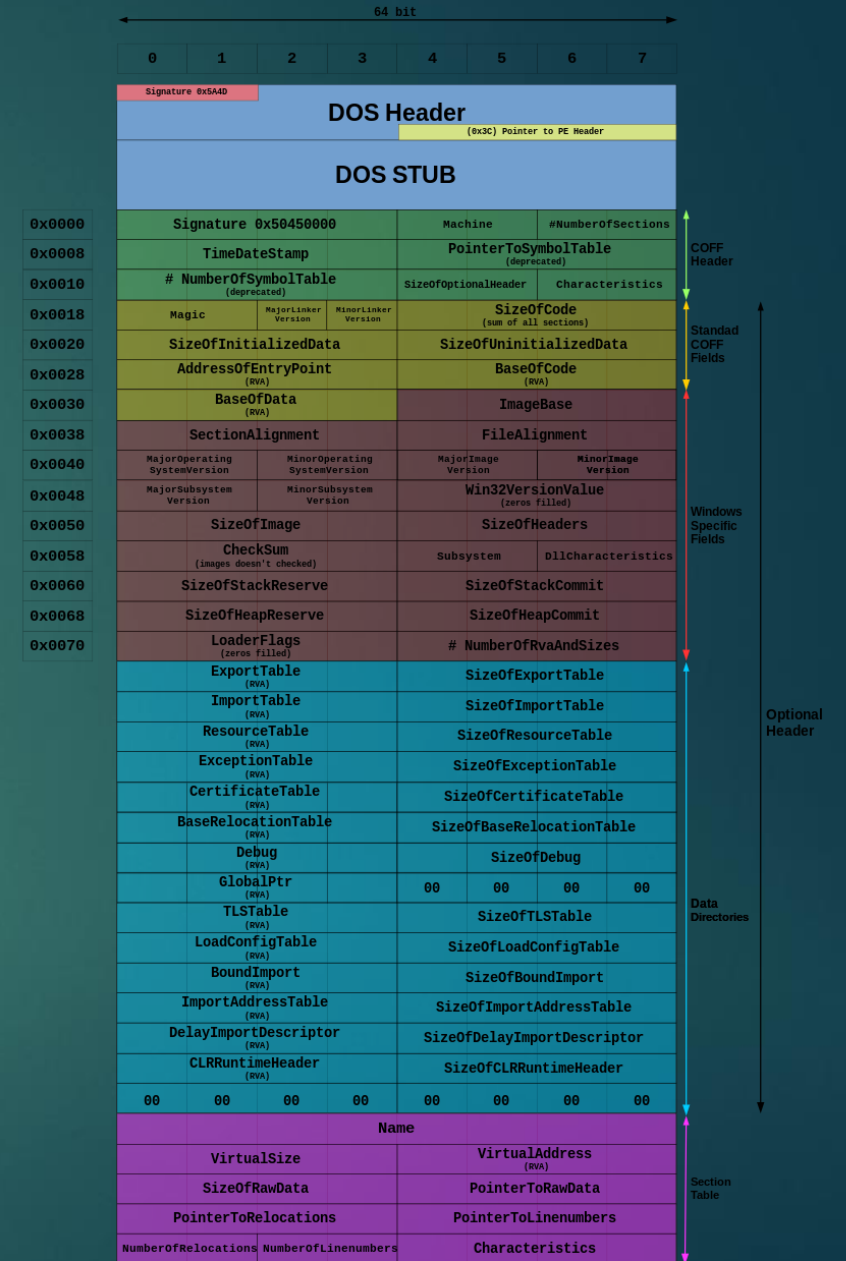 64 bit
0 1 2 3 4 5 6 7
Signature 0x5A4D
DOS Header
(0x3C) Pointer to PE Header
DOS STUB
0x0000 Signature 0x50450000 Machine #NumberOfSections
COFF
Header
0x0008 TimeDateStamp PointerToSymbolTable
(deprecated)
0x0010 # NumberOfSymbolTable SizeOfOptionalHeader Characteristics
(deprecated)
0x0018 Magic MajorLinker Version MinorLinker Version SizeOfCode
(sum of all sections)
Standad
COFF
Fields
0x0020 SizeOfInitializedData SizeOfUninitializedData
0x0028 AddressOfEntryPoint BaseOfCode
(RVA) (RVA)
0x0030 BaseOfData ImageBase
(RVA)
0x0038 SectionAlignment FileAlignment
0x0040 MajorOperating SystemVersion MinorOperating SystemVersion MajorImage Version MinorImage Version
0x0048 MajorSubsystem Version MinorSubsystem Version Win32VersionValue
(zeros filled)
Windows
Specific
Fields
0x0050 SizeOfImage SizeOfHeaders
0x0058 CheckSum Subsystem DllCharacteristics
(images doesn't checked)
0x0060 SizeOfStackReserve SizeOfStackCommit
0x0068 SizeOfHeapReserve SizeOfHeapCommit
0x0070 LoaderFlags # NumberOfRvaAndSizes
(zeros filled)
ExportTable SizeOfExportTable
(RVA)
ImportTable SizeOfImportTable
(RVA)
Optional
Header
ResourceTable SizeOfResourceTable
(RVA)
ExceptionTable SizeOfExceptionTable
(RVA)
CertificateTable SizeOfCertificateTable
(RVA)
BaseRelocationTable SizeOfBaseRelocationTable
(RVA)
Debug SizeOfDebug
(RVA)
GlobalPtr 00 00 00 00
(RVA)
Data
Directories
TLSTable SizeOfTLSTable
(RVA)
LoadConfigTable SizeOfLoadConfigTable
(RVA)
BoundImport SizeOfBoundImport
(RVA)
ImportAddressTable SizeOfImportAddressTable
(RVA)
DelayImportDescriptor SizeOfDelayImportDescriptor
(RVA)
CLRRuntimeHeader SizeOfCLRRuntimeHeader
(RVA)
00 00 00 00 00 00 00 00
Name
VirtualSize VirtualAddress
(RVA)
SizeOfRawData PointerToRawData
Section
Table
PointerToRelocations PointerToLinenumbers
NumberOfRelocations NumberOfLinenumbers Characteristics